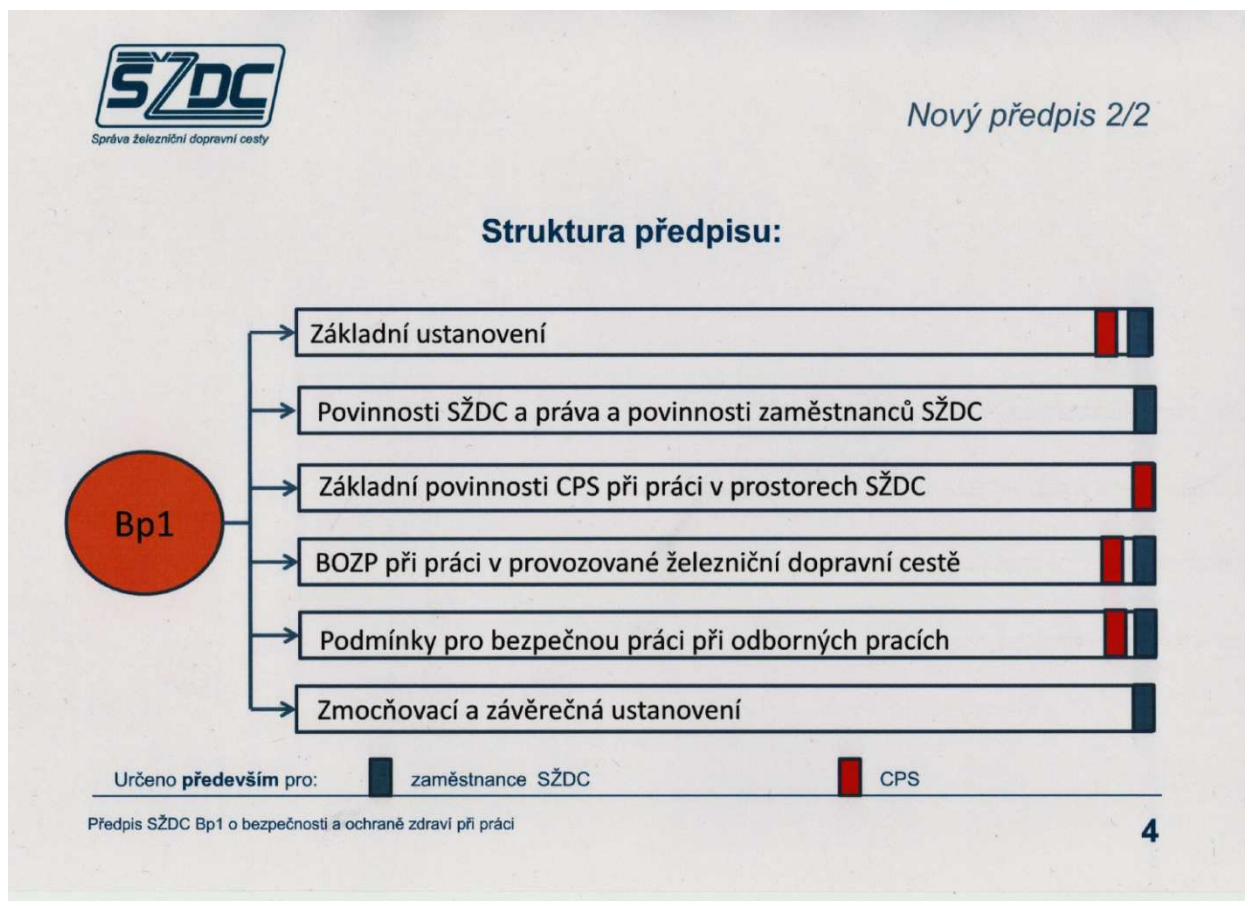 SŽDC
Správa železniční dopravní cesty
Nový předpis 2/2
Struktura předpisu:
Základní ustanovení
Povinnosti SŽDC a práva a povinnosti zaměstnanců SŽDC
Základní povinnosti CPS při práci v prostorech SŽDC
Bp1
BOZP při práci v provozované železniční dopravní cestě
Podmínky pro bezpečnou práci při odborných pracích
Zmocňovací a závěrečná ustanovení
Určeno především pro: zaměstnance SŽDC CPS
Předpis SŽDC Bp1 o bezpečnosti a ochraně zdraví při práci
4